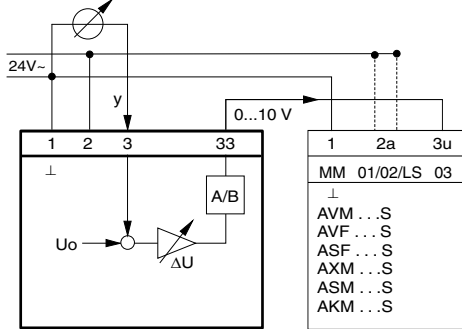 24V~
y
0...10 V
1 2 3 33
1 2a 3u
⊥
MM 01/02/LS 03
A/B
⊥
AVM . . .S
AVF . . .S
ASF . . .S
AXM . . .S
ASM . . .S
AKM . . .S
Uo
ΔU